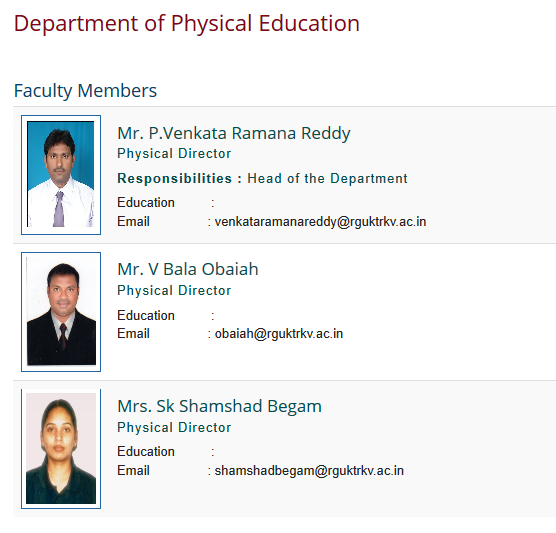 Department of Physical Education
Faculty Members
Mr. P.Venkata Ramana Reddy
Physical Director
Responsibilities : Head of the Department
Education :
Email : venkataramanareddy@rguktrkv.ac.in
Mr. V Bala Obaiah
Physical Director
Education :
Email : obaiah@rguktrkv.ac.in
Mrs. Sk Shamshad Begam
Physical Director
Education :
Email : shamshadbegam@rguktrkv.ac.in